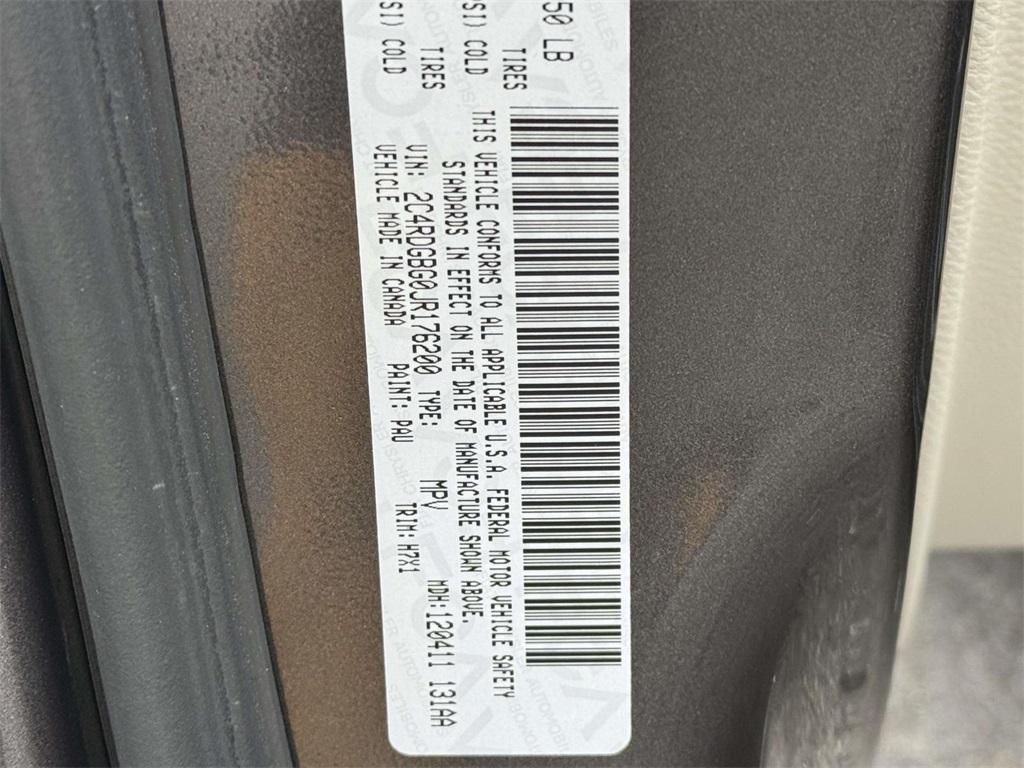 50 LB
TIRES
SI) COLD
TIRES
SI) COLD
THIS VEHICLE CONFORMS TO ALL APPLICABLE U.S.A. FEDERAL MOTOR VEHICLE SAFETY
STANDARDS IN EFFECT ON THE DATE OF MANUFACTURE SHOWN ABOVE.
VIN: 2C4RDGBG0JR176200 TYPE: MPV MDH:120411 131AA
VEHICLE MADE IN CANADA PAINT: PAU TRIM: M7X1